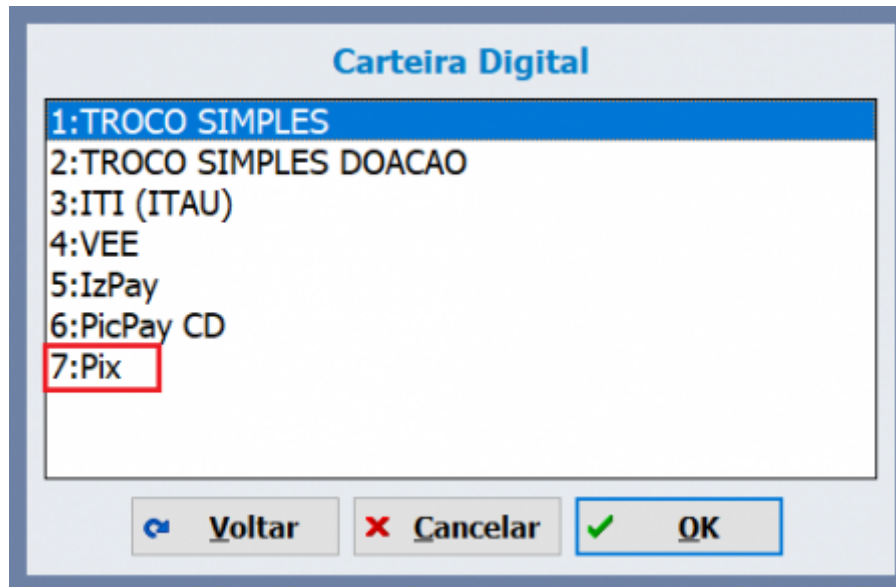 Carteira Digital
1:TROCO SIMPLES
2:TROCO SIMPLES DOACAO
3:ITI (ITAU)
4:VEE
5:IzPay
6:PicPay CD
7:Pix
Voltar Cancelar OK